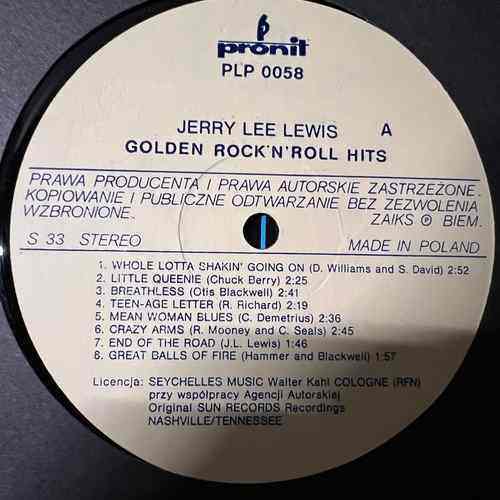 pronit
PLP 0058
JERRY LEE LEWIS A
GOLDEN ROCK'N'ROLL HITS
PRAWA PRODUCENTA I PRAWA AUTORSKIE ZASTRZEŻONE.
KOPIOWANIE I PUBLICZNE ODTWARZANIE BEZ ZEZWOLENIA
WZBRONIONE. ZAIKS ℗ BIEM.
S 33 STEREO MADE IN POLAND
1. WHOLE LOTTA SHAKIN' GOING ON (D. Williams and S. David) 2:52
2. LITTLE QUEENIE (Chuck Berry) 2:25
3. BREATHLESS (Otis Blackwell) 2:41
4. TEEN-AGE LETTER (R. Richard) 2:19
5. MEAN WOMAN BLUES (C. Demetrius) 2:36
6. CRAZY ARMS (R. Mooney and C. Seals) 2:45
7. END OF THE ROAD (J.L. Lewis) 1:46
8. GREAT BALLS OF FIRE (Hammer and Blackwell) 1:57
Licencja: SEYCHELLES MUSIC Walter Kahl COLOGNE (RFN)
przy współpracy Agencji Autorskiej
Original SUN RECORDS Recordings
NASHVILLE/TENNESSEE